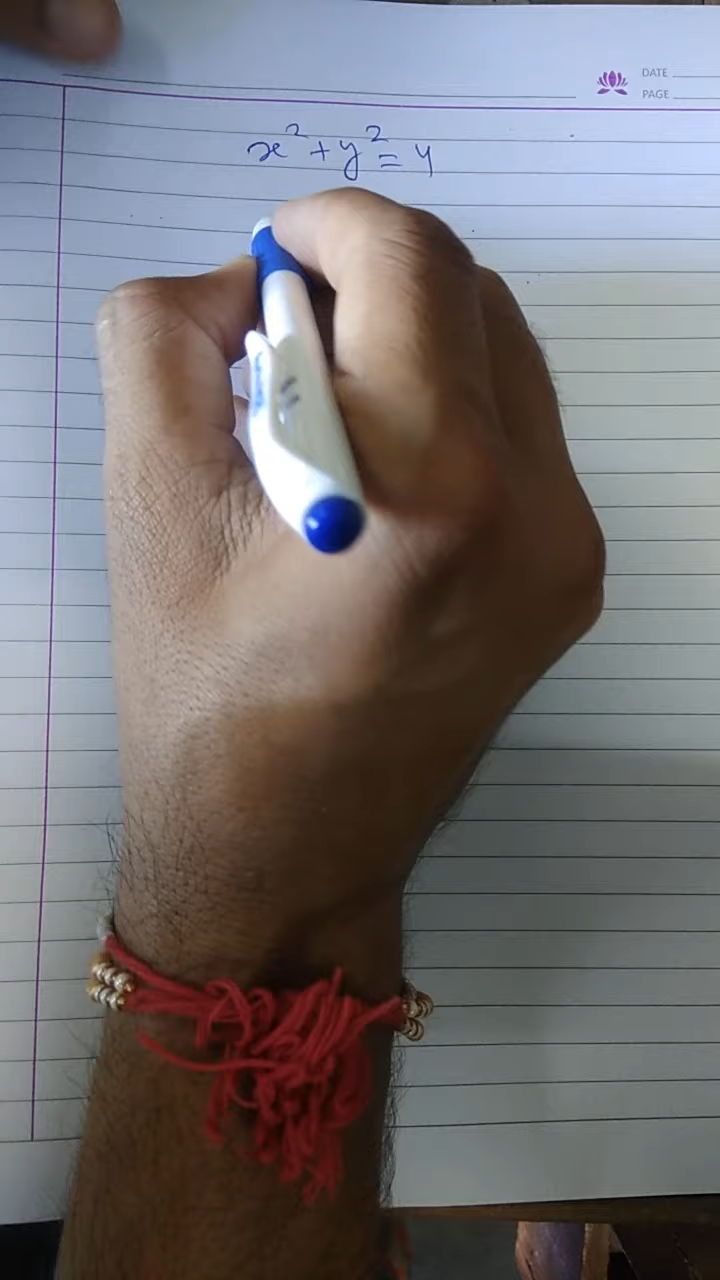 DATE
PAGE
x² + y² = 4